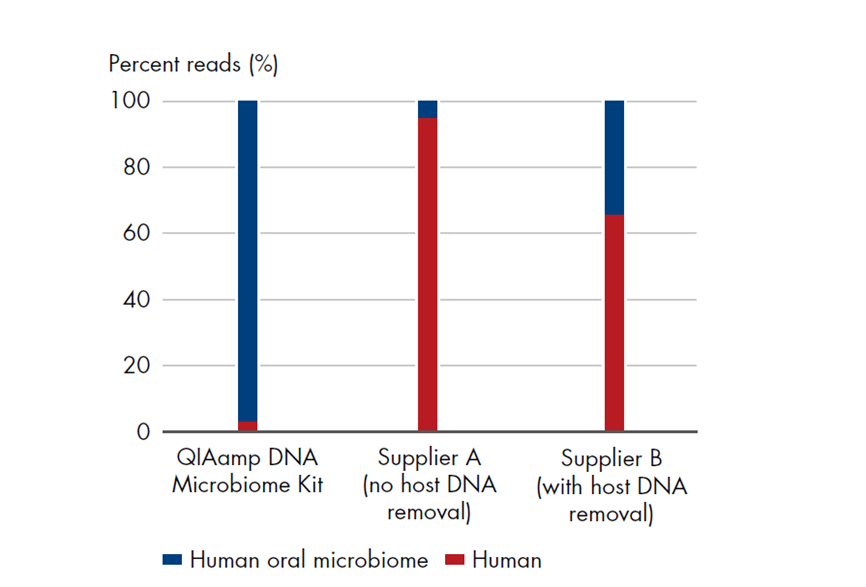 Percent reads (%)
100
80
60
40
20
0
QIAamp DNA
Microbiome Kit
Supplier A
(no host DNA
removal)
Supplier B
(with host DNA
removal)
Human oral microbiome
Human